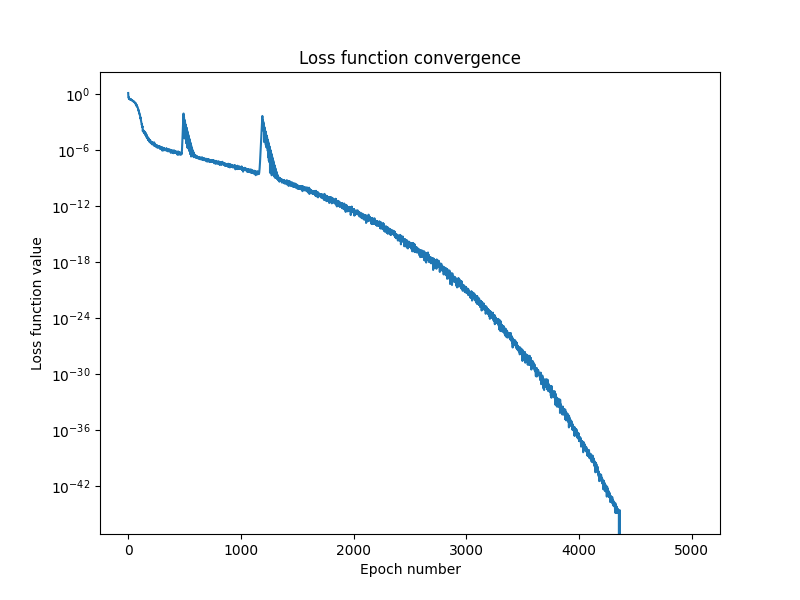 Loss function convergence
Loss function value
10^0
10^-6
10^-12
10^-18
10^-24
10^-30
10^-36
10^-42
0 1000 2000 3000 4000 5000
Epoch number